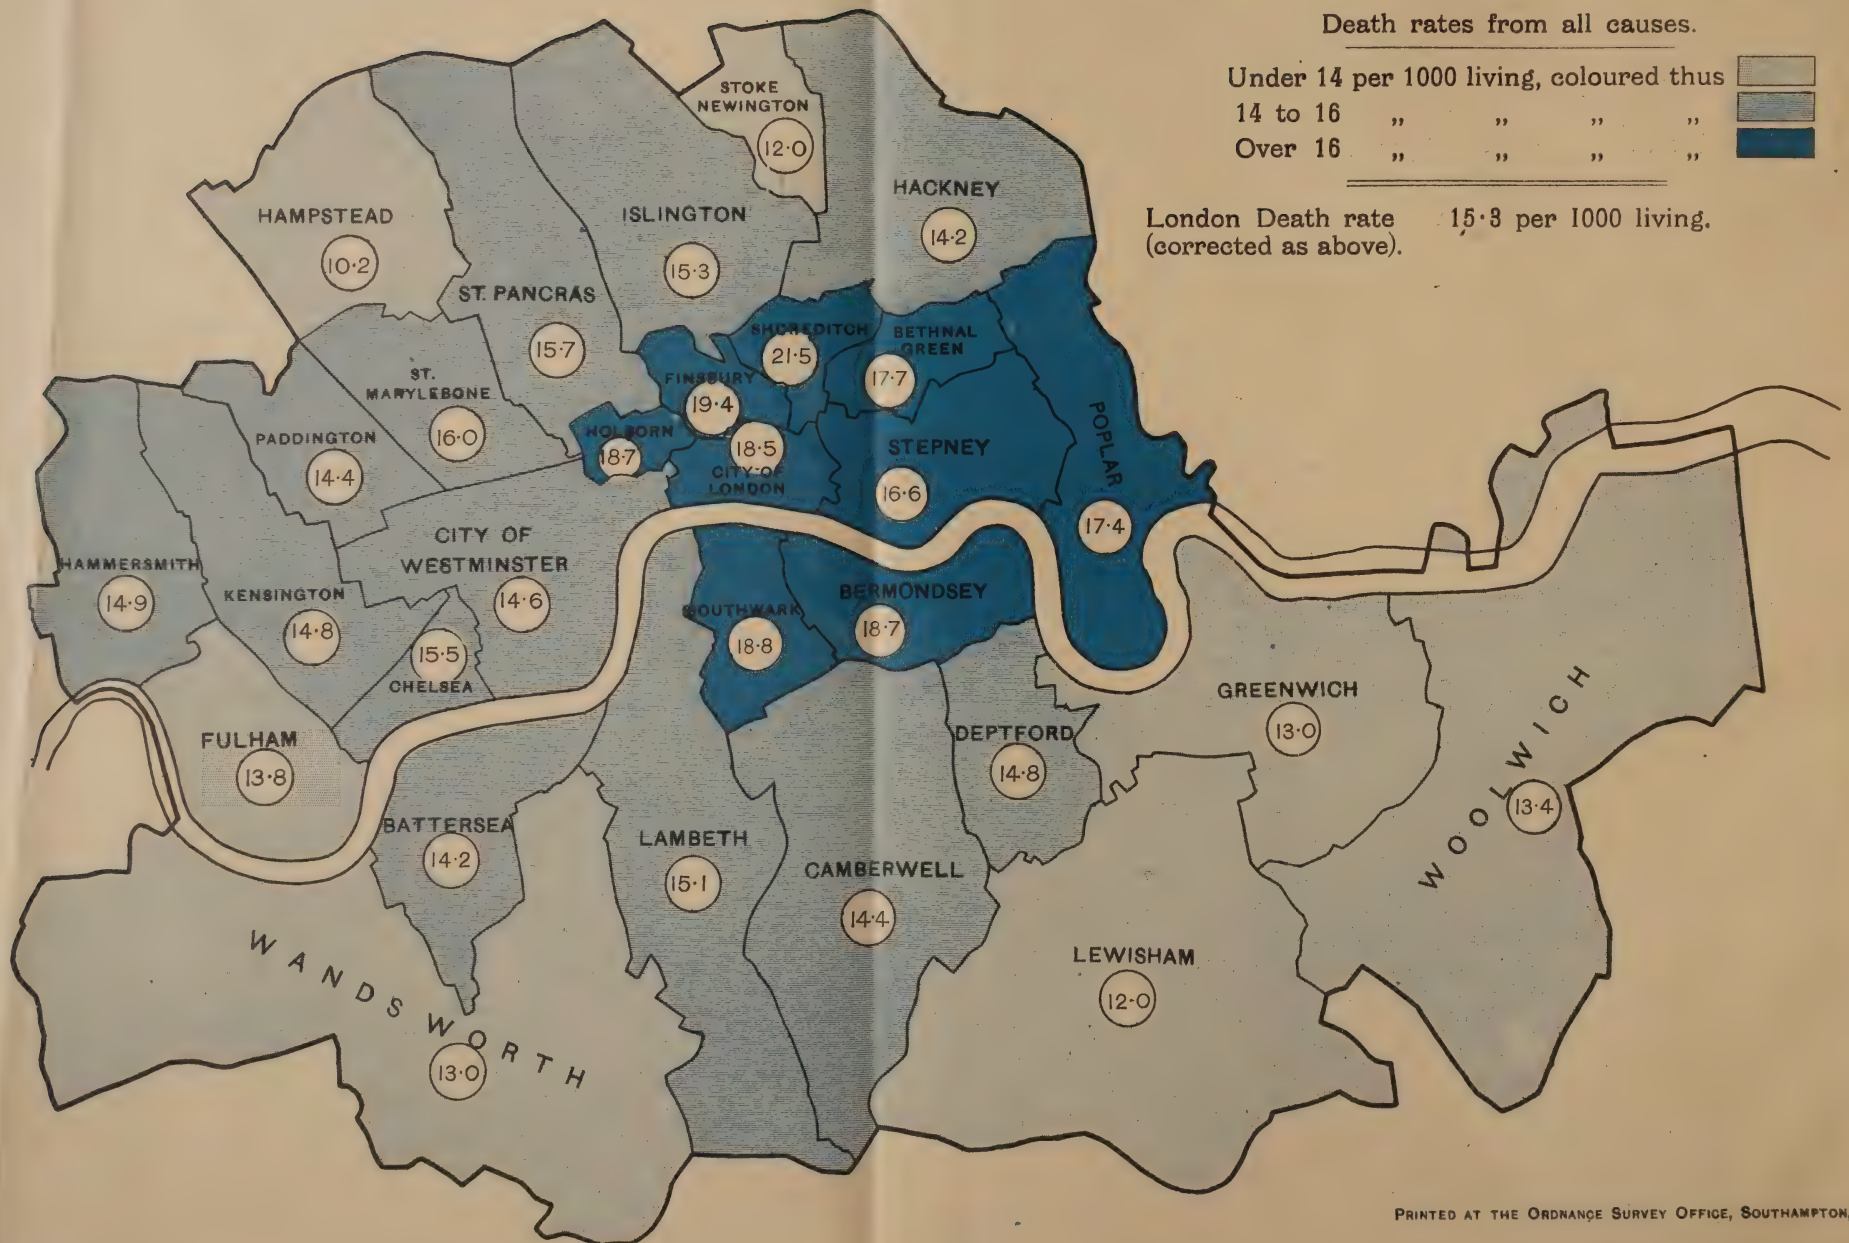 Death rates from all causes.
Under 14 per 1000 living, coloured thus
14 to 16 „ „ „ „
Over 16 „ „ „ „
London Death rate 15·3 per 1000 living.
(corrected as above).
STOKE
NEWINGTON
12·0
HACKNEY
14·2
HAMPSTEAD
10·2
ISLINGTON
15·3
ST. PANCRAS
15·7
ST.
MARYLEBONE
16·0
SHOREDITCH
21·5
BETHNAL
GREEN
17·7
FINSBURY
19·4
HOLBORN
18·7
18·5
CITY OF
LONDON
STEPNEY
16·6
POPLAR
17·4
PADDINGTON
14·4
CITY OF
WESTMINSTER
14·6
HAMMERSMITH
14·9
KENSINGTON
14·8
15·5
CHELSEA
SOUTHWARK
18·8
BERMONDSEY
18·7
FULHAM
13·8
DEPTFORD
14·8
GREENWICH
13·0
WOOLWICH
13·4
BATTERSEA
14·2
LAMBETH
15·1
CAMBERWELL
14·4
LEWISHAM
12·0
WANDSWORTH
13·0
PRINTED AT THE ORDNANCE SURVEY OFFICE, SOUTHAMPTON,